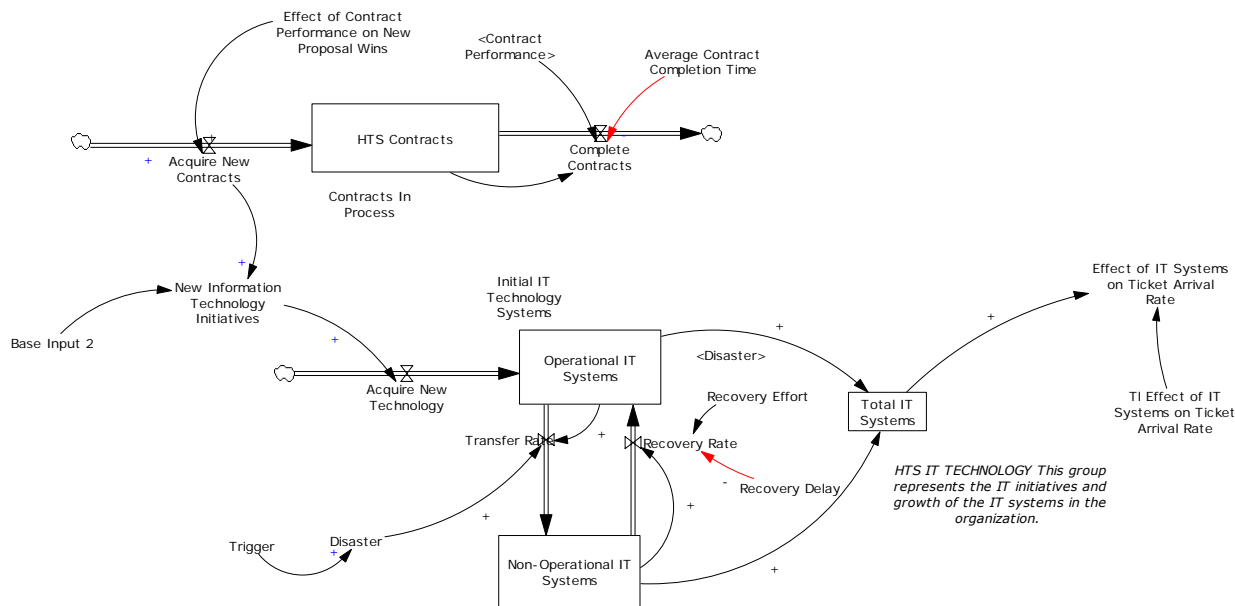 Effect of Contract
Performance on New
Proposal Wins
<Contract
Performance>
Average Contract
Completion Time
HTS Contracts
+
Acquire New
Contracts
-
Complete
Contracts
Contracts In
Process
+
New Information
Technology
Initiatives
Base Input 2
+
Initial IT
Technology
Systems
Acquire New
Technology
Operational IT
Systems
+
<Disaster>
Total IT
Systems
+
Effect of IT Systems
on Ticket Arrival
Rate
Tl Effect of IT
Systems on Ticket
Arrival Rate
Transfer Rate
+
Recovery Effort
Recovery Rate
-
Recovery Delay
HTS IT TECHNOLOGY This group
represents the IT initiatives and
growth of the IT systems in the
organization.
Trigger
+
Disaster
+
+
Non-Operational IT
Systems
+